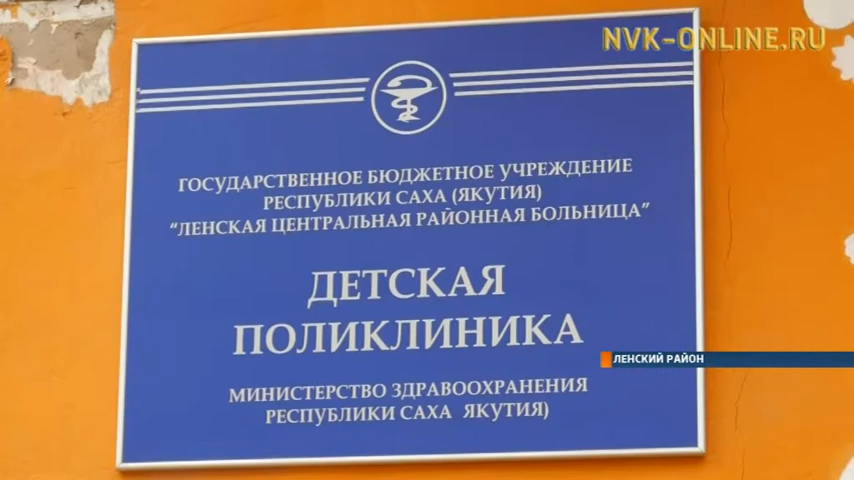 NVK-ONLINE.RU
ГОСУДАРСТВЕННОЕ БЮДЖЕТНОЕ УЧРЕЖДЕНИЕ
РЕСПУБЛИКИ САХА (ЯКУТИЯ)
“ЛЕНСКАЯ ЦЕНТРАЛЬНАЯ РАЙОННАЯ БОЛЬНИЦА”
ДЕТСКАЯ
ПОЛИКЛИНИКА
ЛЕНСКИЙ РАЙОН
МИНИСТЕРСТВО ЗДРАВООХРАНЕНИЯ
РЕСПУБЛИКИ САХА ЯКУТИЯ)